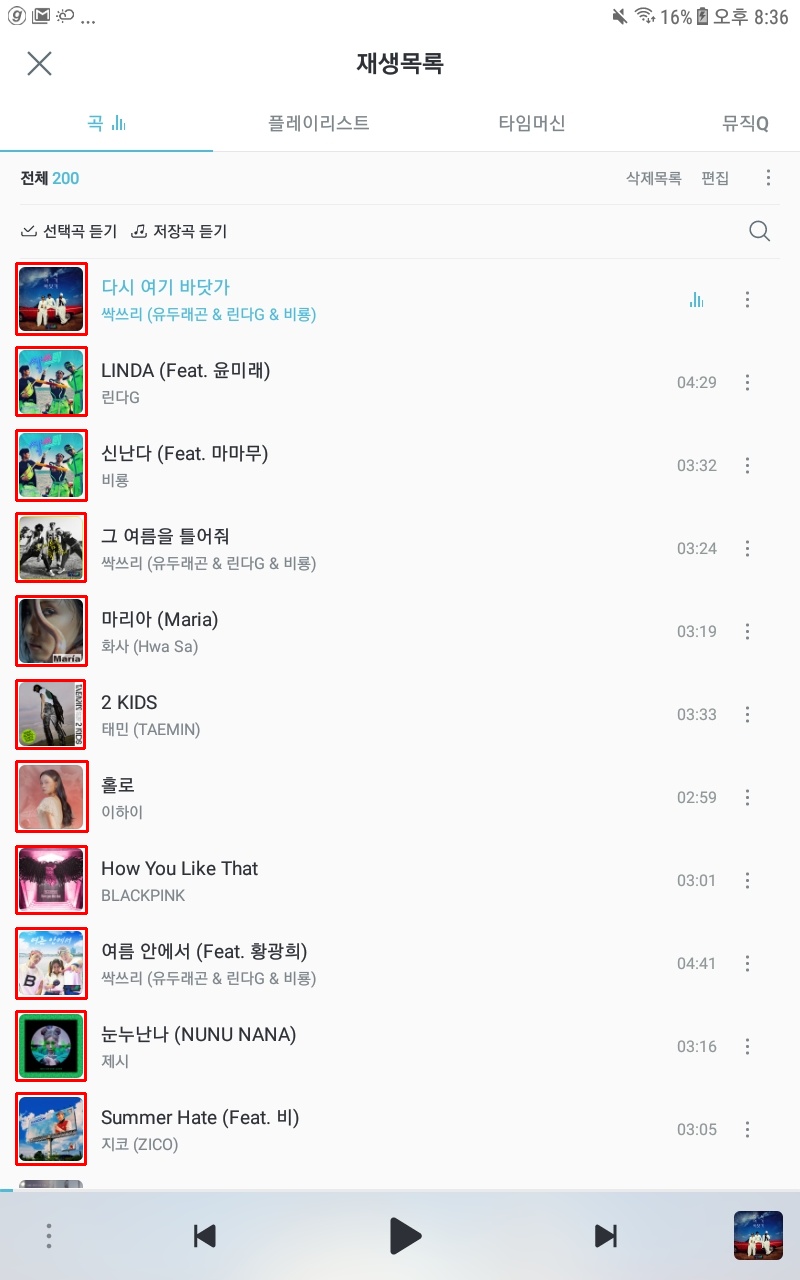 16% 오후 8:36
재생목록
곡 플레이리스트 타임머신 뮤직Q
전체 200 삭제목록 편집
선택곡 듣기 저장곡 듣기
다시 여기 바닷가
싹쓰리 (유두래곤 & 린다G & 비룡)
LINDA (Feat. 윤미래)
04:29
린다G
신난다 (Feat. 마마무)
03:32
비룡
그 여름을 틀어줘
03:24
싹쓰리 (유두래곤 & 린다G & 비룡)
마리아 (Maria)
03:19
화사 (Hwa Sa)
Maria
2 KIDS
03:33
태민 (TAEMIN)
TAEMIN 2 KIDS
홀로
02:59
이하이
How You Like That
03:01
BLACKPINK
여름 안에서 (Feat. 황광희)
04:41
싹쓰리 (유두래곤 & 린다G & 비룡)
여름 안에서
B
눈누난나 (NUNU NANA)
03:16
제시
Summer Hate (Feat. 비)
03:05
지코 (ZICO)